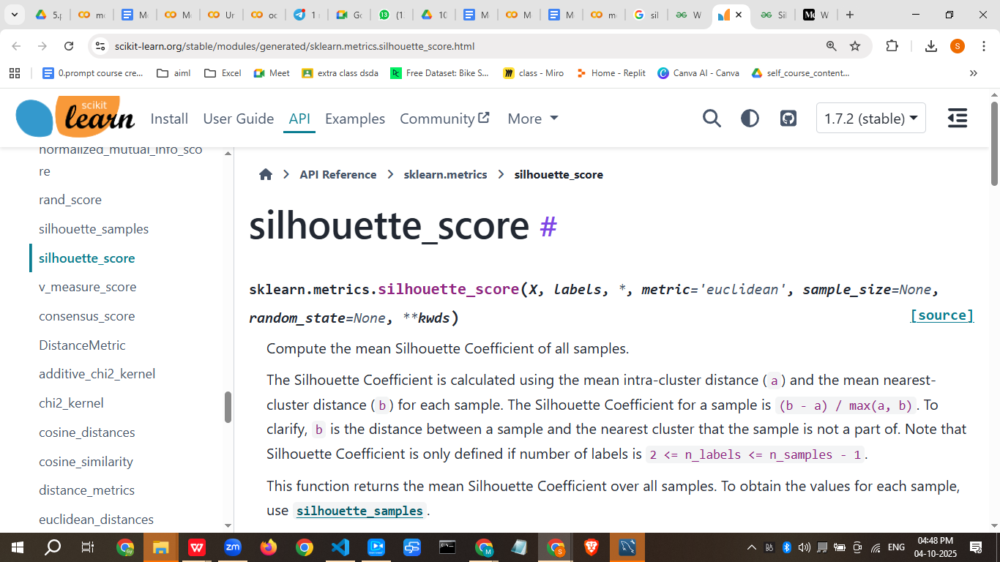 5.p
mo
Mo
Mo
Un
oc
1 n
Go
(1
10
M
M
M
mo
sil
W
Sil
W
scikit-learn.org/stable/modules/generated/sklearn.metrics.silhouette_score.html
S
0.prompt course cre...
aiml
Excel
Meet
extra class dsda
Free Dataset: Bike S...
class - Miro
Home - Replit
Canva AI - Canva
self_course_content...
scikit
learn
Install
User Guide
API
Examples
Community
More
1.7.2 (stable)
normalized_mutual_info_sco
re
rand_score
silhouette_samples
silhouette_score
v_measure_score
consensus_score
DistanceMetric
additive_chi2_kernel
chi2_kernel
cosine_distances
cosine_similarity
distance_metrics
euclidean_distances
API Reference > sklearn.metrics > silhouette_score
silhouette_score #
sklearn.metrics.silhouette_score(X, labels, *, metric='euclidean', sample_size=None,
random_state=None, **kwds)
[source]
Compute the mean Silhouette Coefficient of all samples.
The Silhouette Coefficient is calculated using the mean intra-cluster distance ( a ) and the mean nearest-
cluster distance ( b ) for each sample. The Silhouette Coefficient for a sample is (b - a) / max(a, b) . To
clarify, b is the distance between a sample and the nearest cluster that the sample is not a part of. Note that
Silhouette Coefficient is only defined if number of labels is 2 <= n_labels <= n_samples - 1 .
This function returns the mean Silhouette Coefficient over all samples. To obtain the values for each sample,
use silhouette_samples .
zm
ENG
04:48 PM
04-10-2025